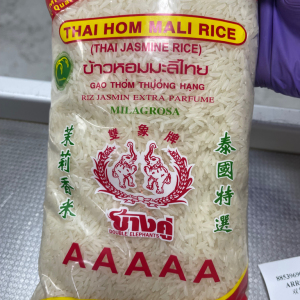 THAI HOM MALI RICE
(THAI JASMINE RICE)
ข้าวหอมมะลิไทย
GẠO THƠM THƯỢNG HẠNG
RIZ JASMIN EXTRA PARFUME
MILAGROSA
雙象牌
茉莉香米
泰國特選
ช้างคู่
DOUBLE ELEPHANTS
AAAAA